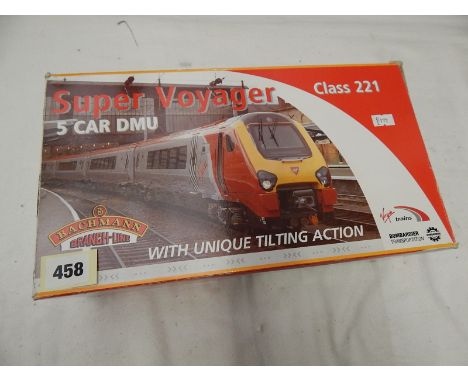 Super Voyager
Class 221
5 CAR DMU
BACHMANN
BRANCH-LINE
WITH UNIQUE TILTING ACTION
Virgin trains
BOMBARDIER
TRANSPORTATION
458